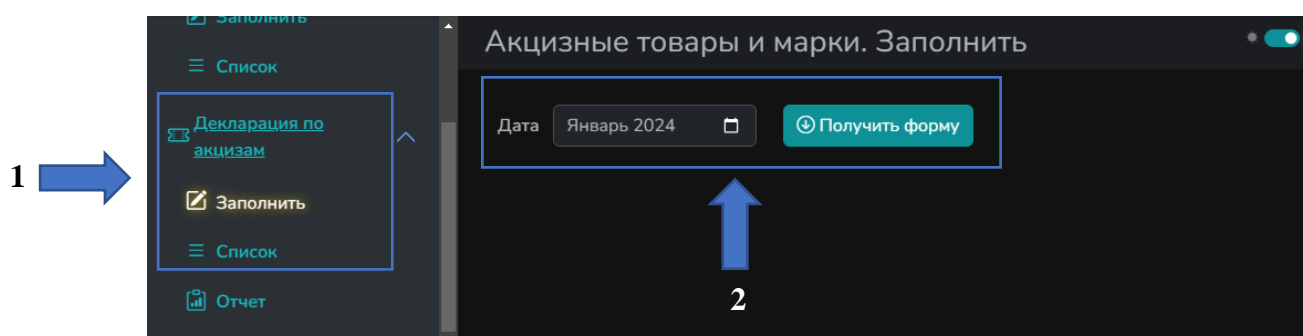 Заполнить
Список
Декларация по
акцизам
Заполнить
Список
Отчет
1
Акцизные товары и марки. Заполнить
Дата
Январь 2024
Получить форму
2